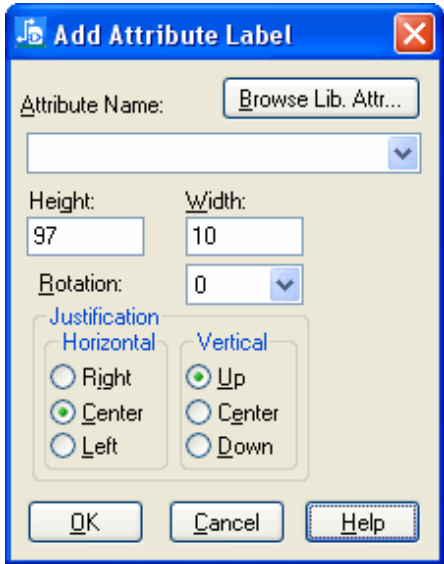 Add Attribute Label
Attribute Name: Browse Lib. Attr...
Height: Width:
97 10
Rotation: 0
Justification
Horizontal Vertical
Right Up
Center Center
Left Down
OK Cancel Help